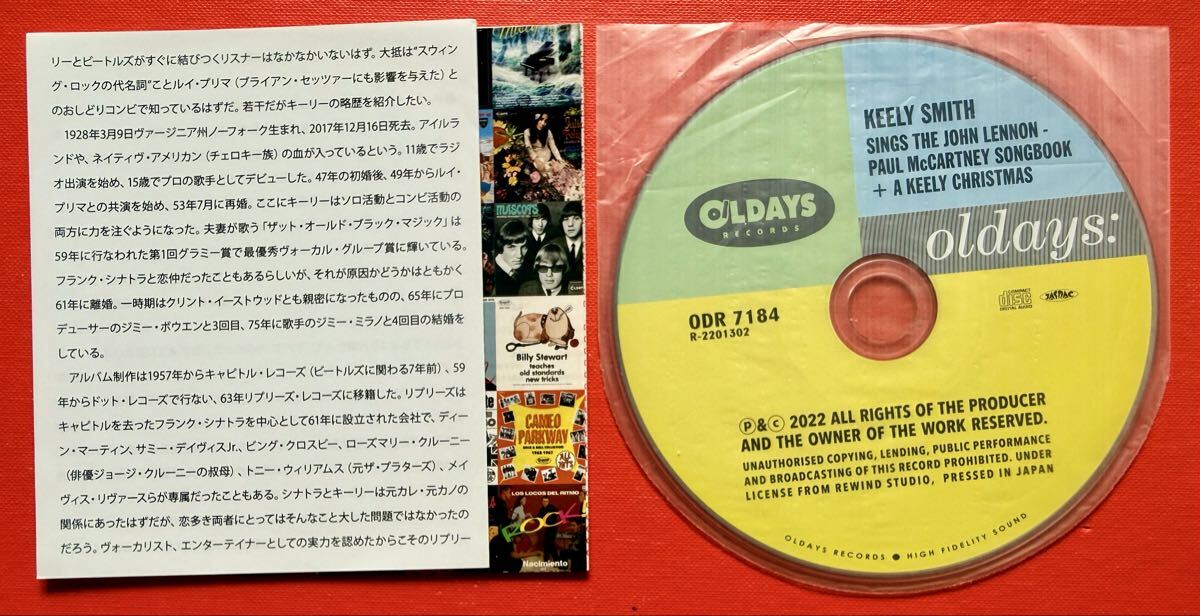 リーとビートルズがすぐに結びつくリスナーはなかなかいないはず。大抵は"スウィン
グ・ロックの代名詞"ことルイ・プリマ（ブライアン・セッツァーにも影響を与えた）と
のおしどりコンビで知っているはずだ。若干だがキーリーの略歴を紹介したい。
1928年3月9日ヴァージニア州ノーフォーク生まれ、2017年12月16日死去。アイルラ
ンドや、ネイティヴ・アメリカン（チェロキー族）の血が入っているという。11歳でラジ
オ出演を始め、15歳でプロの歌手としてデビューした。47年の初婚後、49年からルイ・
プリマとの共演を始め、53年7月に再婚。ここにキーリーはソロ活動とコンビ活動の
両方に力を注ぐようになった。夫妻が歌う「ザット・オールド・ブラック・マジック」は
59年に行なわれた第1回グラミー賞で最優秀ヴォーカル・グループ賞に輝いている。
フランク・シナトラと恋仲だったこともあるらしいが、それが原因かどうかはともかく
61年に離婚。一時期はクリント・イーストウッドとも親密になったものの、65年にプロ
デューサーのジミー・ボウエンと3回目、75年に歌手のジミー・ミラノと4回目の結婚を
している。
アルバム制作は1957年からキャピトル・レコーズ（ビートルズに関わる7年前）、59
年からドット・レコーズで行ない、63年リプリーズ・レコーズに移籍した。リプリーズは
キャピトルを去ったフランク・シナトラを中心として61年に設立された会社で、ディー
ン・マーティン、サミー・デイヴィスJr.、ビング・クロスビー、ローズマリー・クルーニー
（俳優ジョージ・クルーニーの叔母）、トニー・ウィリアムス（元ザ・プラターズ）、メイ
ヴィス・リヴァースらが専属だったこともある。シナトラとキーリーは元カレ・元カノの
関係にあったはずだが、恋多き両者にとってはそんなこと大した問題ではなかったの
だろう。ヴォーカリスト、エンターテイナーとしての実力を認めたからこそのリプリー
MASCOTS
Billy Stewart
teaches
old standards
new tricks
CAMEO
PARKWAY
LOS LOCOS DEL RITMO
ROCK!
Nacimiento
KEELY SMITH
SINGS THE JOHN LENNON -
PAUL McCARTNEY SONGBOOK
+ A KEELY CHRISTMAS
OLDAYS
RECORDS
oldays:
COMPACT
disc
DIGITAL AUDIO
JASRAC
ODR 7184
R-2201302
Ⓟ&© 2022 ALL RIGHTS OF THE PRODUCER
AND THE OWNER OF THE WORK RESERVED.
UNAUTHORISED COPYING, LENDING, PUBLIC PERFORMANCE
AND BROADCASTING OF THIS RECORD PROHIBITED. UNDER
LICENSE FROM REWIND STUDIO, PRESSED IN JAPAN
OLDAYS RECORDS ● HIGH FIDELITY SOUND